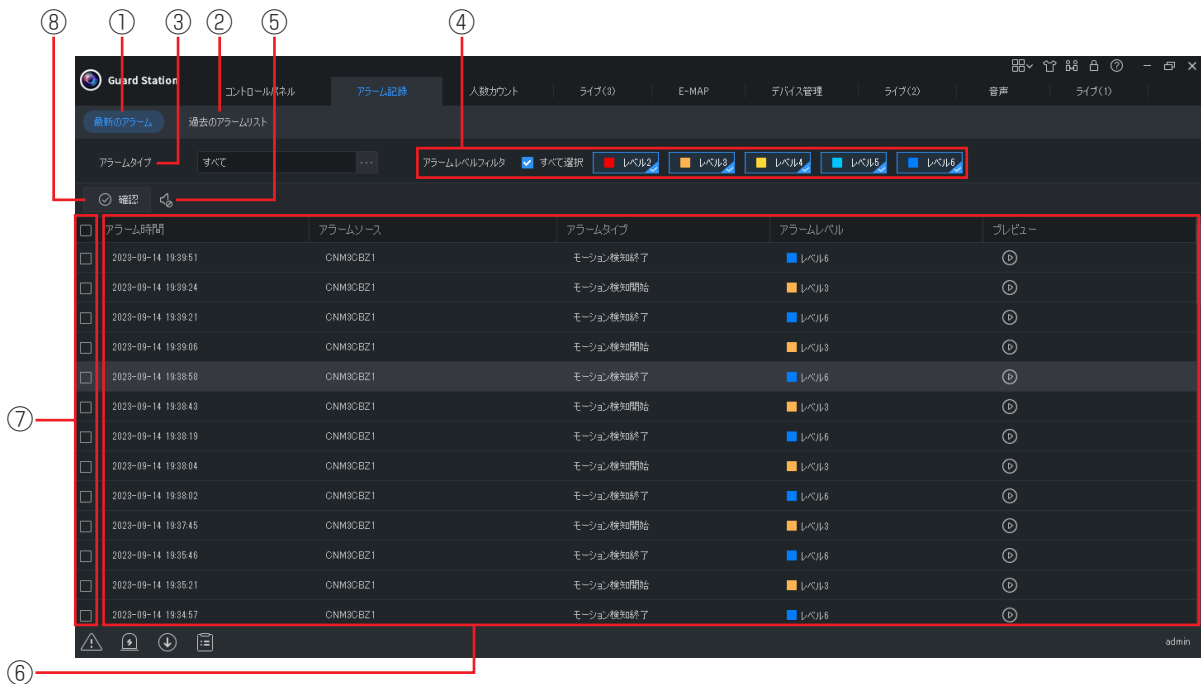 ⑧ ① ③ ② ⑤ ④
Guard Station
コントロールパネル アラーム記録 人数カウント ライブ(3) E-MAP デバイス管理 ライブ(2) 音声 ライブ(1)
最新のアラーム 過去のアラームリスト
アラームタイプ すべて ... アラームレベルフィルタ すべて選択 レベル2 レベル3 レベル4 レベル5 レベル6
確認
アラーム時間 アラームソース アラームタイプ アラームレベル プレビュー
2023-09-14 19:39:51 CNM3CBZ1 モーション検知終了 レベル6
2023-09-14 19:39:24 CNM3CBZ1 モーション検知開始 レベル3
2023-09-14 19:39:21 CNM3CBZ1 モーション検知終了 レベル6
2023-09-14 19:39:06 CNM3CBZ1 モーション検知開始 レベル3
2023-09-14 19:38:58 CNM3CBZ1 モーション検知終了 レベル6
⑦
2023-09-14 19:38:43 CNM3CBZ1 モーション検知開始 レベル3
2023-09-14 19:38:19 CNM3CBZ1 モーション検知終了 レベル6
2023-09-14 19:38:04 CNM3CBZ1 モーション検知開始 レベル3
2023-09-14 19:38:02 CNM3CBZ1 モーション検知終了 レベル6
2023-09-14 19:37:45 CNM3CBZ1 モーション検知開始 レベル3
2023-09-14 19:35:46 CNM3CBZ1 モーション検知終了 レベル6
2023-09-14 19:35:21 CNM3CBZ1 モーション検知開始 レベル3
2023-09-14 19:34:57 CNM3CBZ1 モーション検知終了 レベル6
admin
⑥